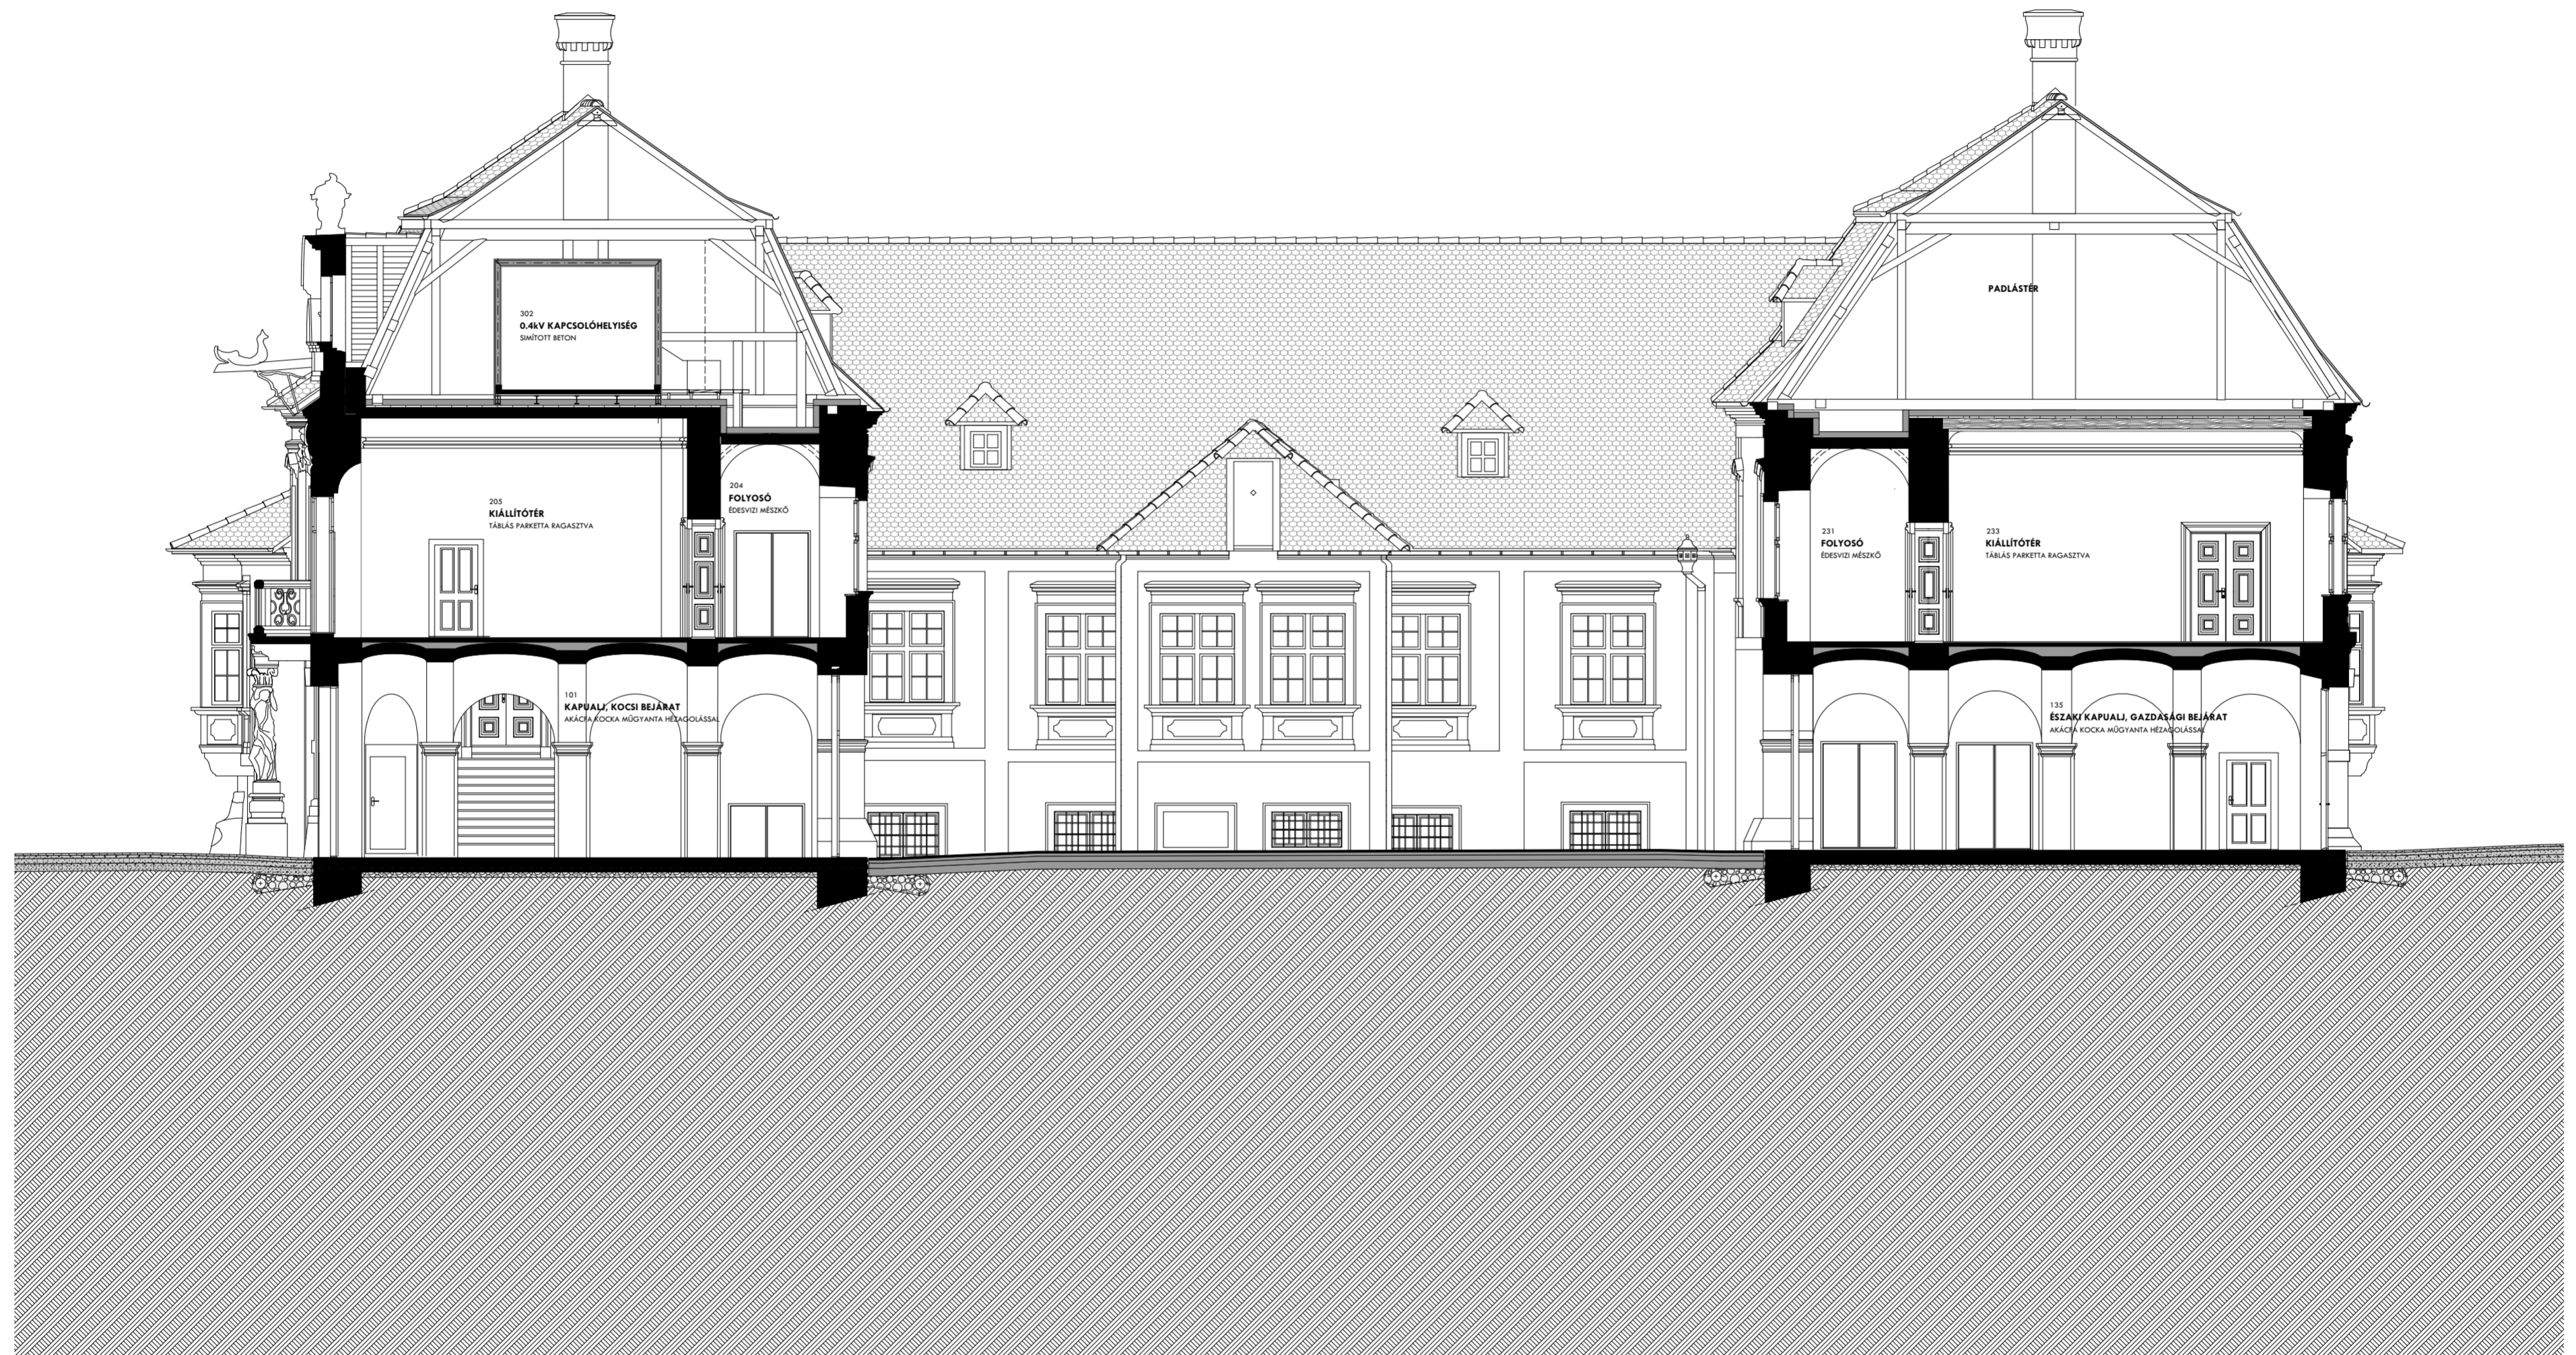 302
0.4kV KAPCSOLÓHELYISÉG
SIMÍTOTT BETON
PADLÁSTÉR
205
KIÁLLÍTÓTÉR
TÁBLÁS PARKETTA RAGASZTVA
204
FOLYOSÓ
ÉDESVIZI MÉSZKŐ
231
FOLYOSÓ
ÉDESVIZI MÉSZKŐ
233
KIÁLLÍTÓTÉR
TÁBLÁS PARKETTA RAGASZTVA
101
KAPUALJ, KOCSI BEJÁRAT
AKÁCFA KOCKA MŰGYANTA HÉZAGOLÁSSAL
135
ÉSZAKI KAPUALJ, GAZDASÁGI BEJÁRAT
AKÁCFA KOCKA MŰGYANTA HÉZAGOLÁSSAL